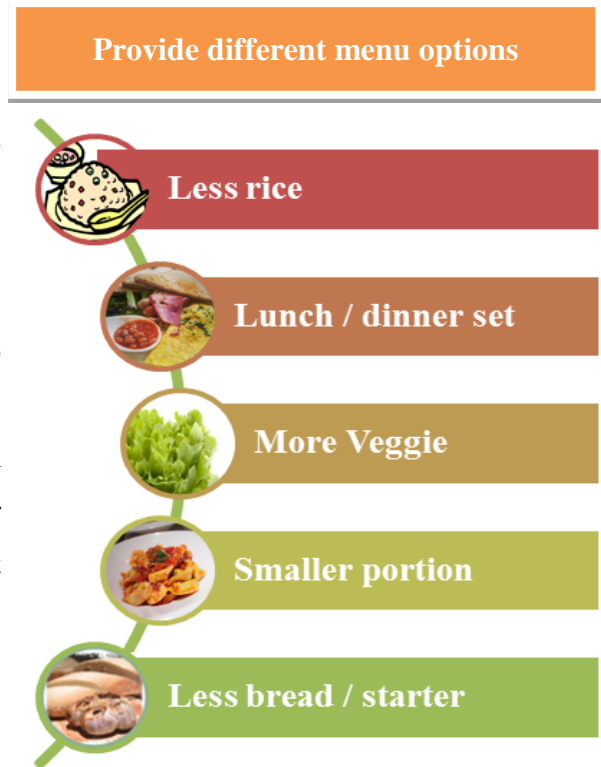 Provide different menu options
Less rice
Lunch / dinner set
More Veggie
Smaller portion
Less bread / starter